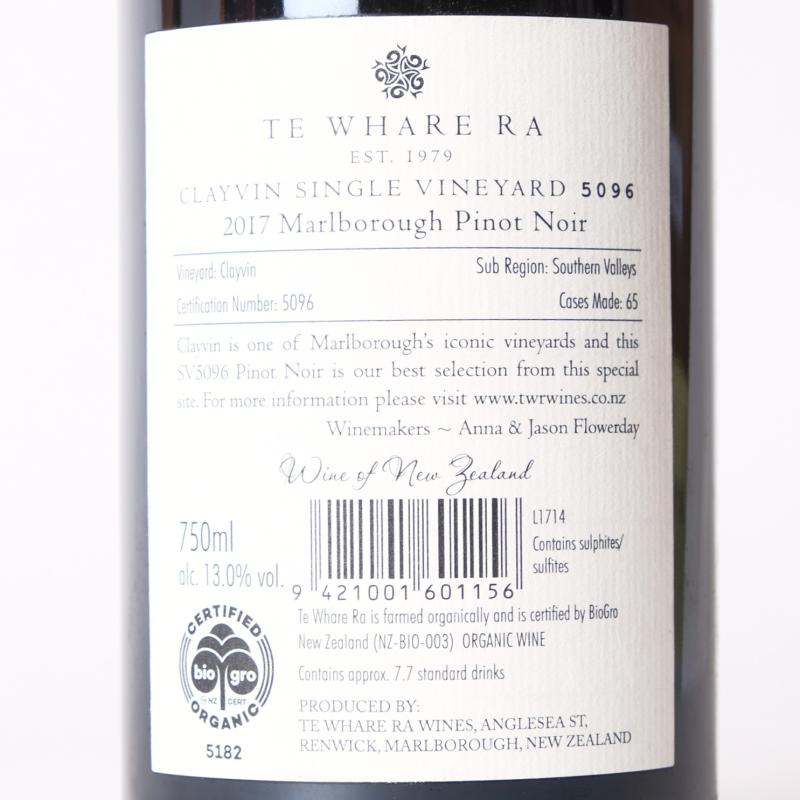 TE WHARE RA
EST. 1979
CLAYVIN SINGLE VINEYARD 5096
2017 Marlborough Pinot Noir
Vineyard: Clayvin
Sub Region: Southern Valleys
Certification Number: 5096
Cases Made: 65
Clayvin is one of Marlborough's iconic vineyards and this
SV5096 Pinot Noir is our best selection from this special
site. For more information please visit www.twrwines.co.nz
Winemakers ~ Anna & Jason Flowerday
Wine of New Zealand
750ml
alc. 13.0% vol.
9 421001 601156
L1714
Contains sulphites/
sulfites
CERTIFIED
bio gro
NZ CERT
ORGANIC
5182
Te Whare Ra is farmed organically and is certified by BioGro
New Zealand (NZ-BIO-003) ORGANIC WINE
Contains approx. 7.7 standard drinks
PRODUCED BY:
TE WHARE RA WINES, ANGLESEA ST,
RENWICK, MARLBOROUGH, NEW ZEALAND